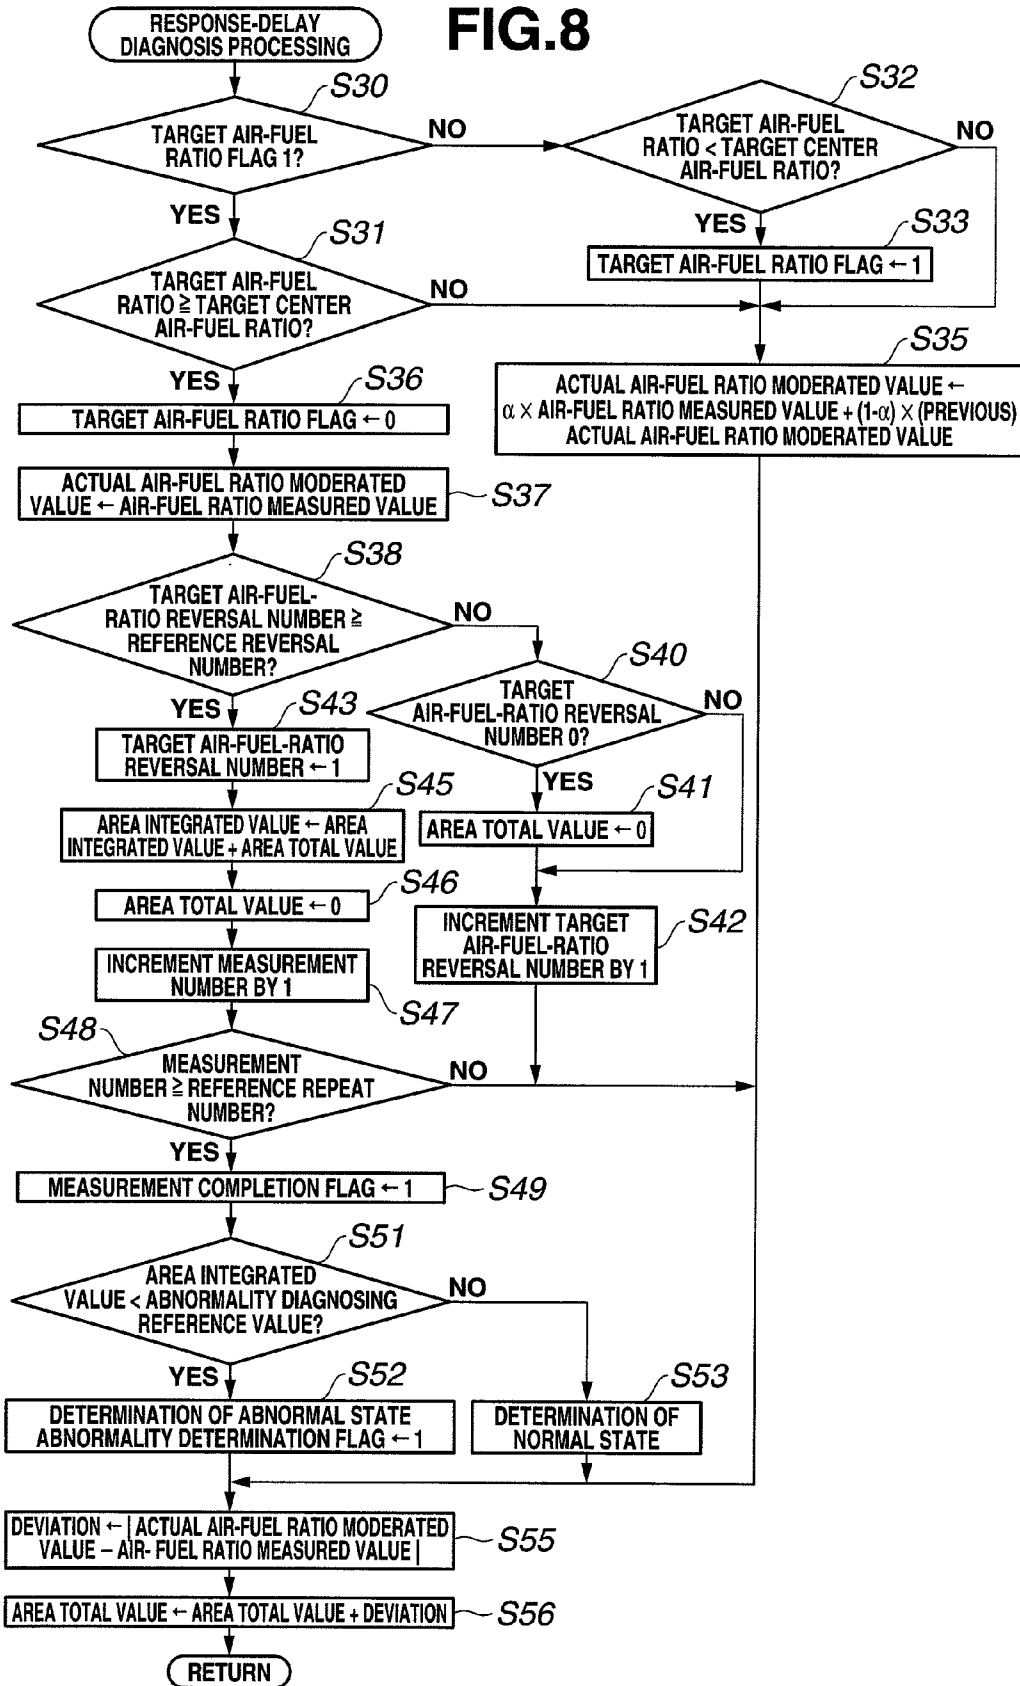 FIG.8
RESPONSE-DELAY
DIAGNOSIS PROCESSING
S30
TARGET AIR-FUEL
RATIO FLAG 1?
NO
YES
S32
TARGET AIR-FUEL
RATIO < TARGET CENTER
AIR-FUEL RATIO?
NO
YES
S33
TARGET AIR-FUEL RATIO FLAG ← 1
S31
TARGET AIR-FUEL
RATIO ≧ TARGET CENTER
AIR-FUEL RATIO?
NO
YES
S35
ACTUAL AIR-FUEL RATIO MODERATED VALUE ←
α × AIR-FUEL RATIO MEASURED VALUE + (1-α) × (PREVIOUS)
ACTUAL AIR-FUEL RATIO MODERATED VALUE
S36
TARGET AIR-FUEL RATIO FLAG ← 0
ACTUAL AIR-FUEL RATIO MODERATED
VALUE ← AIR-FUEL RATIO MEASURED VALUE
S37
S38
TARGET AIR-FUEL-
RATIO REVERSAL NUMBER ≧
REFERENCE REVERSAL
NUMBER?
NO
YES
S40
TARGET
AIR-FUEL-RATIO REVERSAL
NUMBER 0?
NO
YES
S41
AREA TOTAL VALUE ← 0
S42
INCREMENT TARGET
AIR-FUEL-RATIO
REVERSAL NUMBER BY 1
S43
TARGET AIR-FUEL-RATIO
REVERSAL NUMBER ← 1
S45
AREA INTEGRATED VALUE ← AREA
INTEGRATED VALUE + AREA TOTAL VALUE
S46
AREA TOTAL VALUE ← 0
INCREMENT MEASUREMENT
NUMBER BY 1
S47
S48
MEASUREMENT
NUMBER ≧ REFERENCE REPEAT
NUMBER?
NO
YES
MEASUREMENT COMPLETION FLAG ← 1
S49
S51
AREA INTEGRATED
VALUE < ABNORMALITY DIAGNOSING
REFERENCE VALUE?
NO
YES
S52
DETERMINATION OF ABNORMAL STATE
ABNORMALITY DETERMINATION FLAG ← 1
S53
DETERMINATION OF
NORMAL STATE
DEVIATION ← | ACTUAL AIR-FUEL RATIO MODERATED
VALUE – AIR- FUEL RATIO MEASURED VALUE |
S55
AREA TOTAL VALUE ← AREA TOTAL VALUE + DEVIATION
S56
RETURN